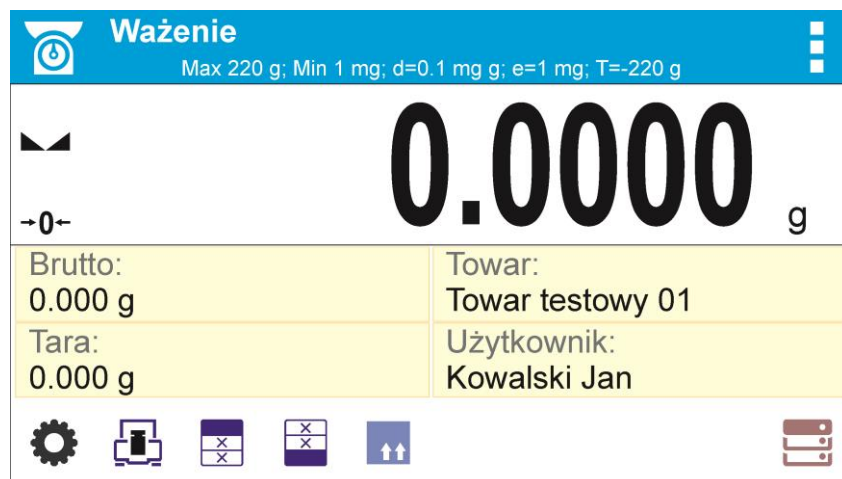 Ważenie
Max 220 g; Min 1 mg; d=0.1 mg g; e=1 mg; T=-220 g
0.0000 g
→0←
Brutto:
0.000 g
Towar:
Towar testowy 01
Tara:
0.000 g
Użytkownik:
Kowalski Jan